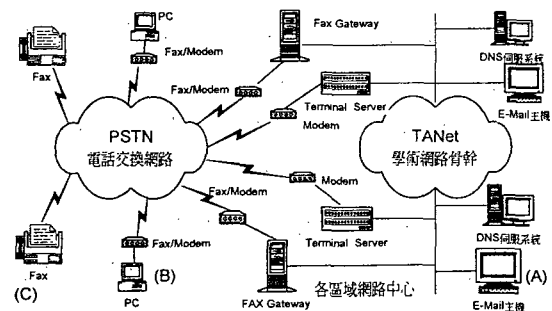 PC
Fax Gateway
Fax/Modem
Fax
Fax/Modem
DNS伺服系統
Terminal Server
Modem
E-Mail主機
PSTN
電話交換網路
TANet
學術網路骨幹
Modem
Fax/Modem
Terminal Server
DNS伺服系統
Fax
Fax/Modem
(C)
(B)
PC
FAX Gateway
各區域網路中心
(A)
E-Mail主機